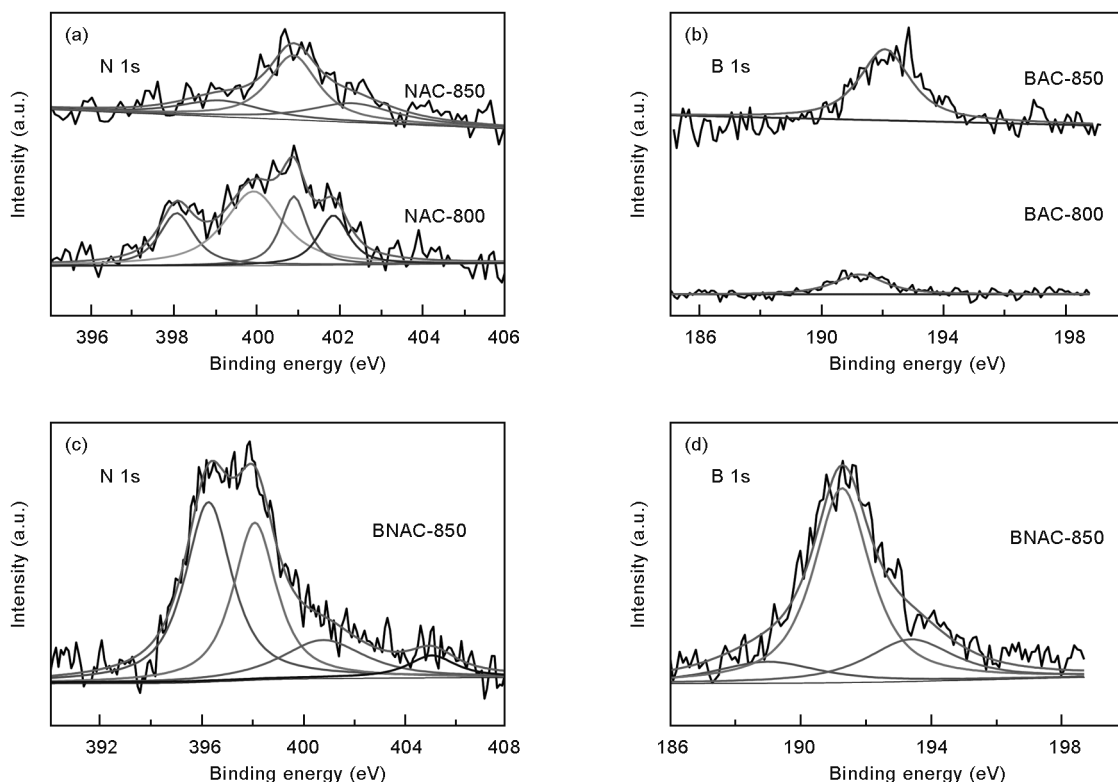 (a)
N 1s
NAC-850
NAC-800
Intensity (a.u.)
396 398 400 402 404 406
Binding energy (eV)
(b)
B 1s
BAC-850
BAC-800
Intensity (a.u.)
186 190 194 198
Binding energy (eV)
(c)
N 1s
BNAC-850
Intensity (a.u.)
392 396 400 404 408
Binding energy (eV)
(d)
B 1s
BNAC-850
Intensity (a.u.)
186 190 194 198
Binding energy (eV)